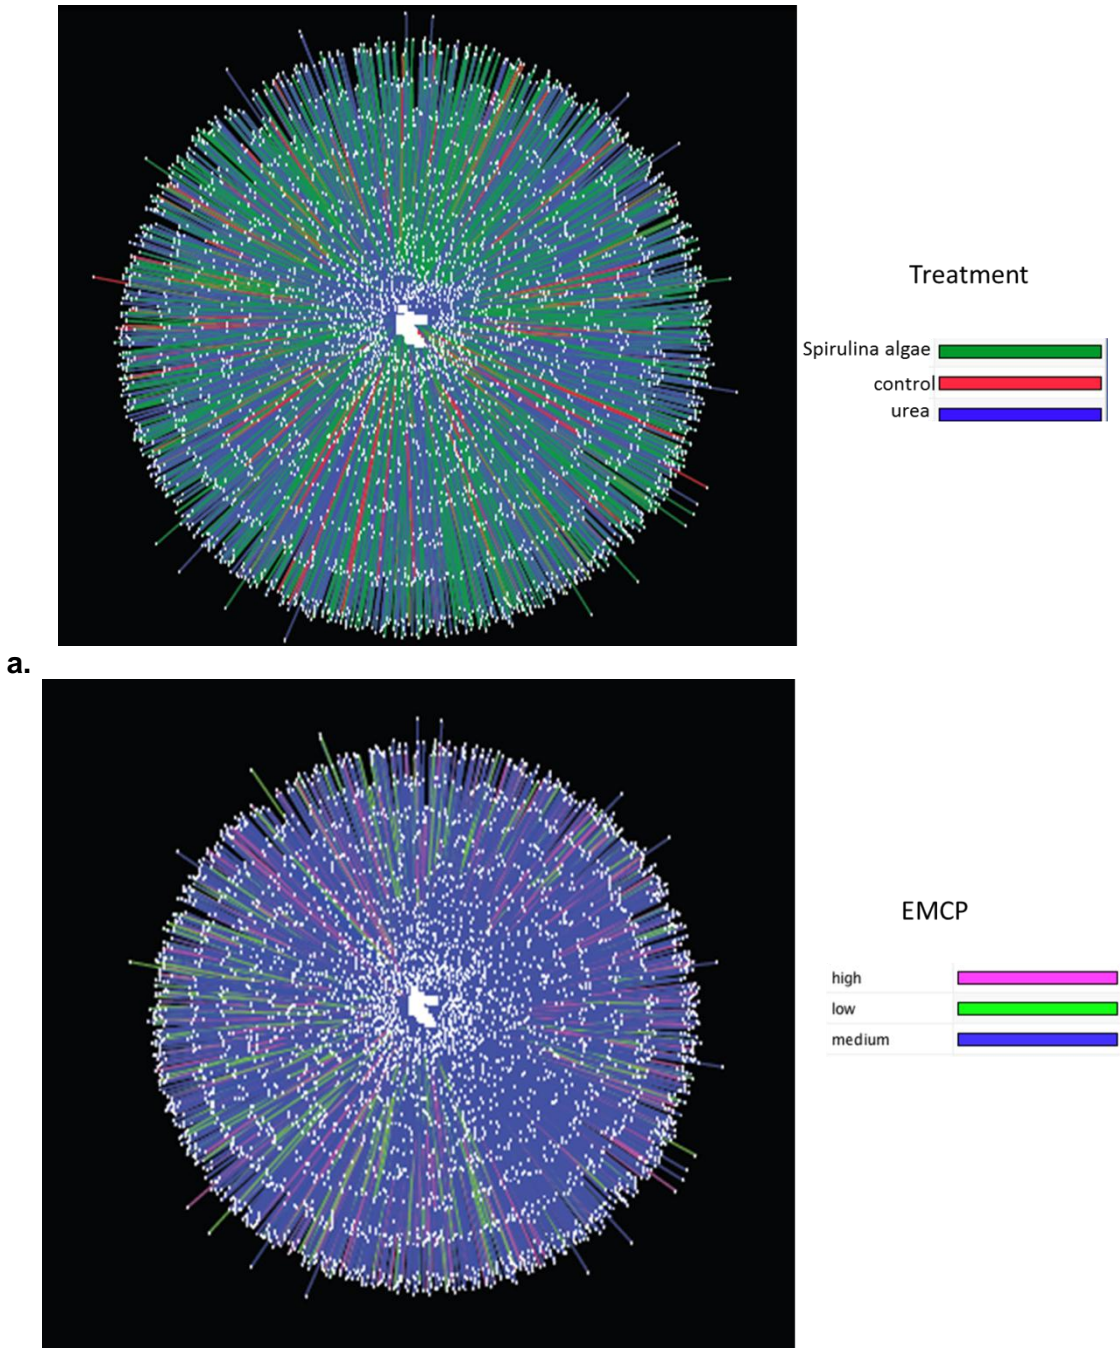 Treatment
Spirulina algae
control
urea
a.
EMCP
high
low
medium